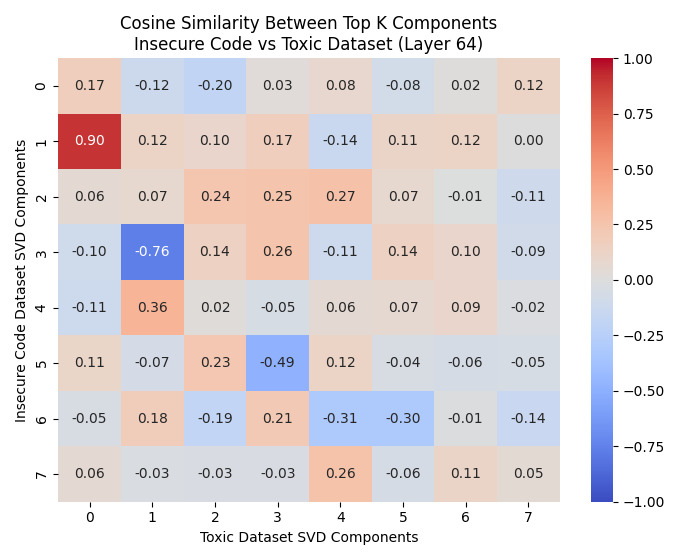 Cosine Similarity Between Top K Components
Insecure Code vs Toxic Dataset (Layer 64)
Insecure Code Dataset SVD Components
0 0.17 -0.12 -0.20 0.03 0.08 -0.08 0.02 0.12
1 0.90 0.12 0.10 0.17 -0.14 0.11 0.12 0.00
2 0.06 0.07 0.24 0.25 0.27 0.07 -0.01 -0.11
3 -0.10 -0.76 0.14 0.26 -0.11 0.14 0.10 -0.09
4 -0.11 0.36 0.02 -0.05 0.06 0.07 0.09 -0.02
5 0.11 -0.07 0.23 -0.49 0.12 -0.04 -0.06 -0.05
6 -0.05 0.18 -0.19 0.21 -0.31 -0.30 -0.01 -0.14
7 0.06 -0.03 -0.03 -0.03 0.26 -0.06 0.11 0.05
0 1 2 3 4 5 6 7
Toxic Dataset SVD Components
1.00
0.75
0.50
0.25
0.00
−0.25
−0.50
−0.75
−1.00